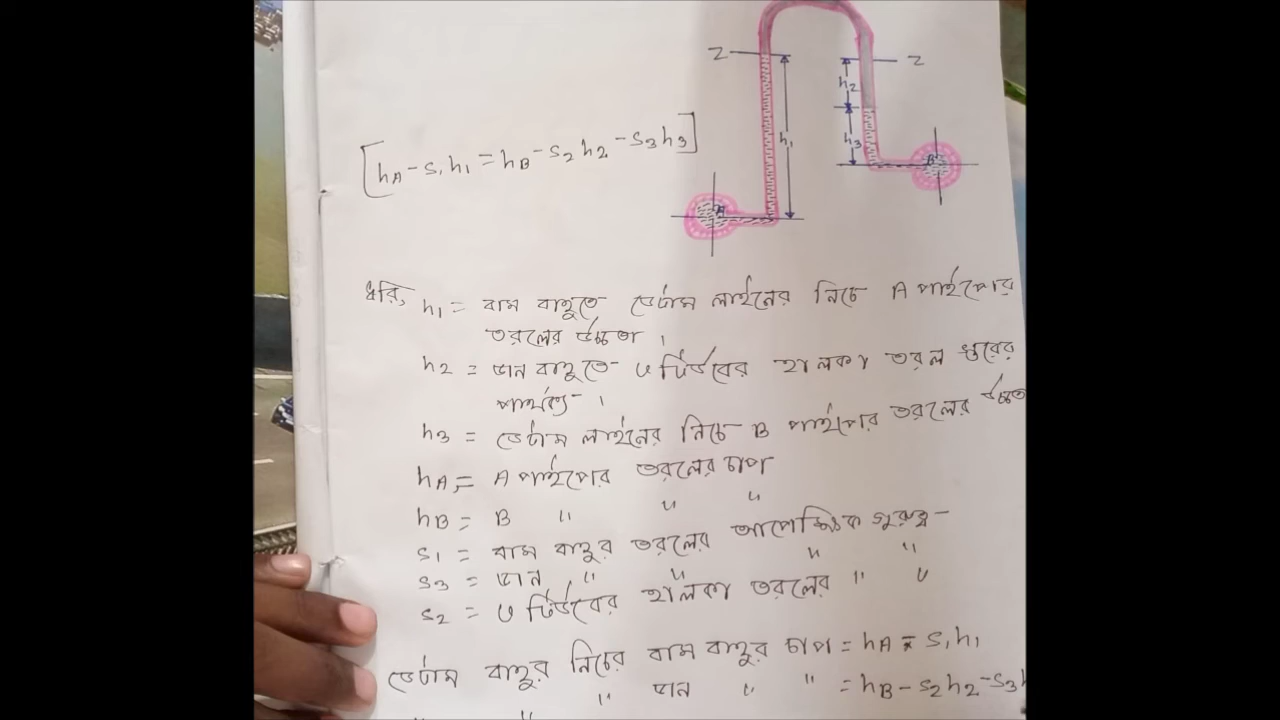 Z Z
h₂
[hA - s₁h₁ = hB - s₂h₂ - s₃h₃]
h₁ h₃
A B
ধরি, h₁ = বাম বাহুতে ডেটাম লাইনের নিচে A পাইপের
তরলের উচ্চতা ।
h₂ = ডান বাহুতে U টিউবের হালকা তরল স্তরের
পার্থক্য ।
h₃ = ডেটাম লাইনের নিচে B পাইপের তরলের উচ্চতা
hA = A পাইপের তরলের চাপ
hB = B " " "
s₁ = বাম বাহুর তরলের আপেক্ষিক গুরুত্ব
s₃ = ডান " " " "
s₂ = U টিউবের হালকা তরলের " "
ডেটাম বাহুর নিচের বাম বাহুর চাপ = hA - s₁h₁
" ডান " " = hB - s₂h₂ - s₃h